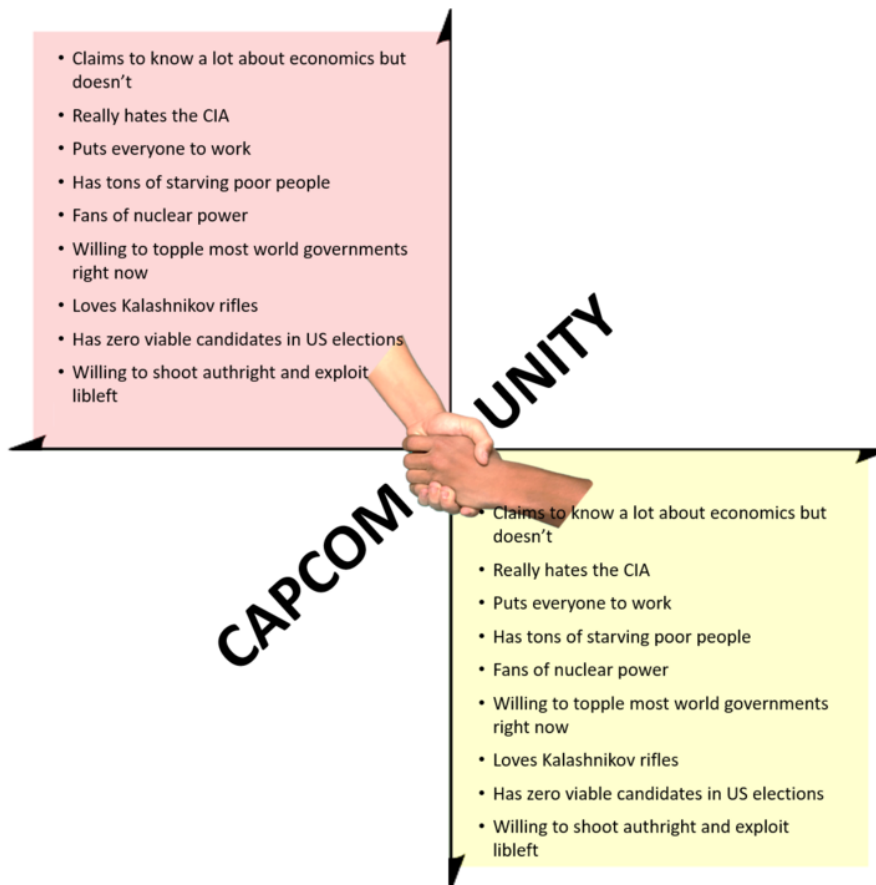 • Claims to know a lot about economics but
doesn't
• Really hates the CIA
• Puts everyone to work
• Has tons of starving poor people
• Fans of nuclear power
• Willing to topple most world governments
right now
• Loves Kalashnikov rifles
• Has zero viable candidates in US elections
• Willing to shoot authright and exploit
libleft
CAPCOM UNITY
• Claims to know a lot about economics but
doesn't
• Really hates the CIA
• Puts everyone to work
• Has tons of starving poor people
• Fans of nuclear power
• Willing to topple most world governments
right now
• Loves Kalashnikov rifles
• Has zero viable candidates in US elections
• Willing to shoot authright and exploit
libleft